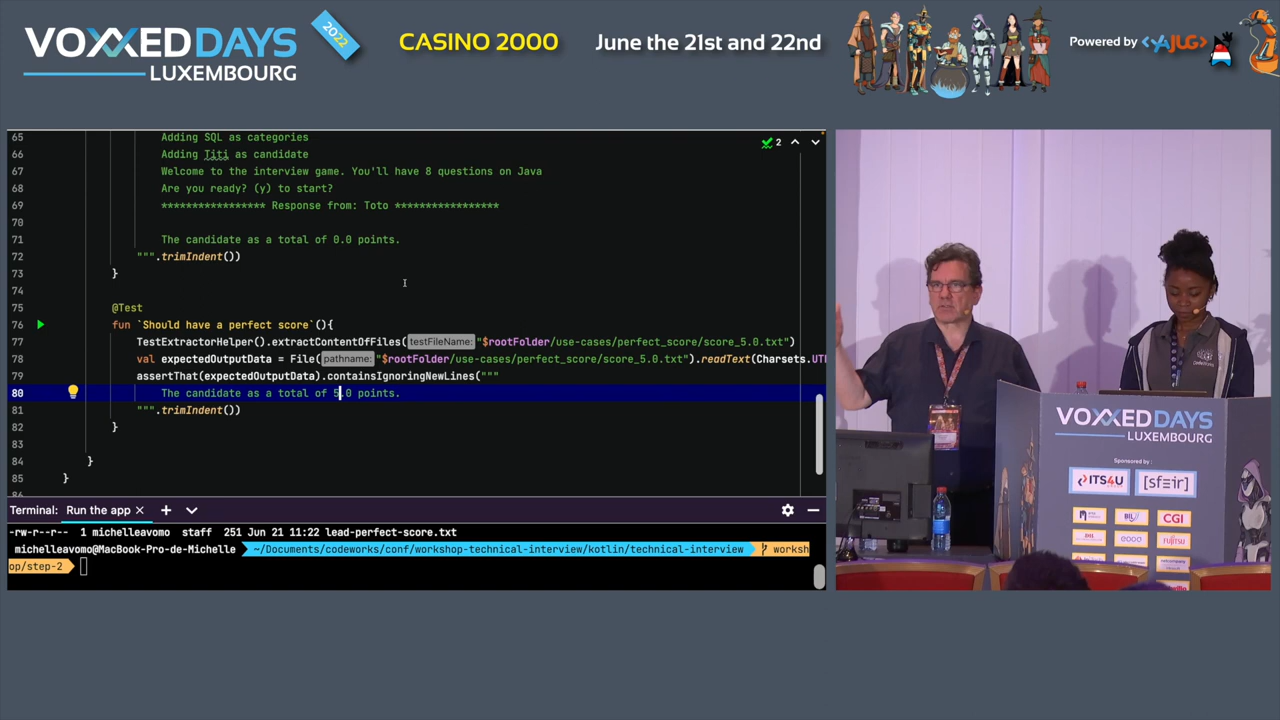 VOXXED DAYS
LUXEMBOURG
2022
CASINO 2000
June the 21st and 22nd
Powered by <YAJUG>
65 Adding SQL as categories
66 Adding Titi as candidate
67 Welcome to the interview game. You'll have 8 questions on Java
68 Are you ready? (y) to start?
69 ***************** Response from: Toto *****************
70
71 The candidate as a total of 0.0 points.
72 """.trimIndent())
73 }
74
75 @Test
76 fun `Should have a perfect score`(){
77 TestExtractorHelper().extractContentOfFiles( testFileName: "$rootFolder/use-cases/perfect_score/score_5.0.txt")
78 val expectedOutputData = File( pathname: "$rootFolder/use-cases/perfect_score/score_5.0.txt").readText(Charsets.UT
79 assertThat(expectedOutputData).containsIgnoringNewLines("""
80 The candidate as a total of 5.0 points.
81 """.trimIndent())
82 }
83
84 }
85 }
2
Terminal: Run the app × +
-rw-r--r-- 1 michelleavomo staff 251 Jun 21 11:22 lead-perfect-score.txt
michelleavomo@MacBook-Pro-de-Michelle ~/Documents/codeworks/conf/workshop-technical-interview/kotlin/technical-interview worksh
op/step-2
VOXXED DAYS
LUXEMBOURG
Sponsored by :
ITS4U
[sfeir]
BIL
CGI
FUJITSU